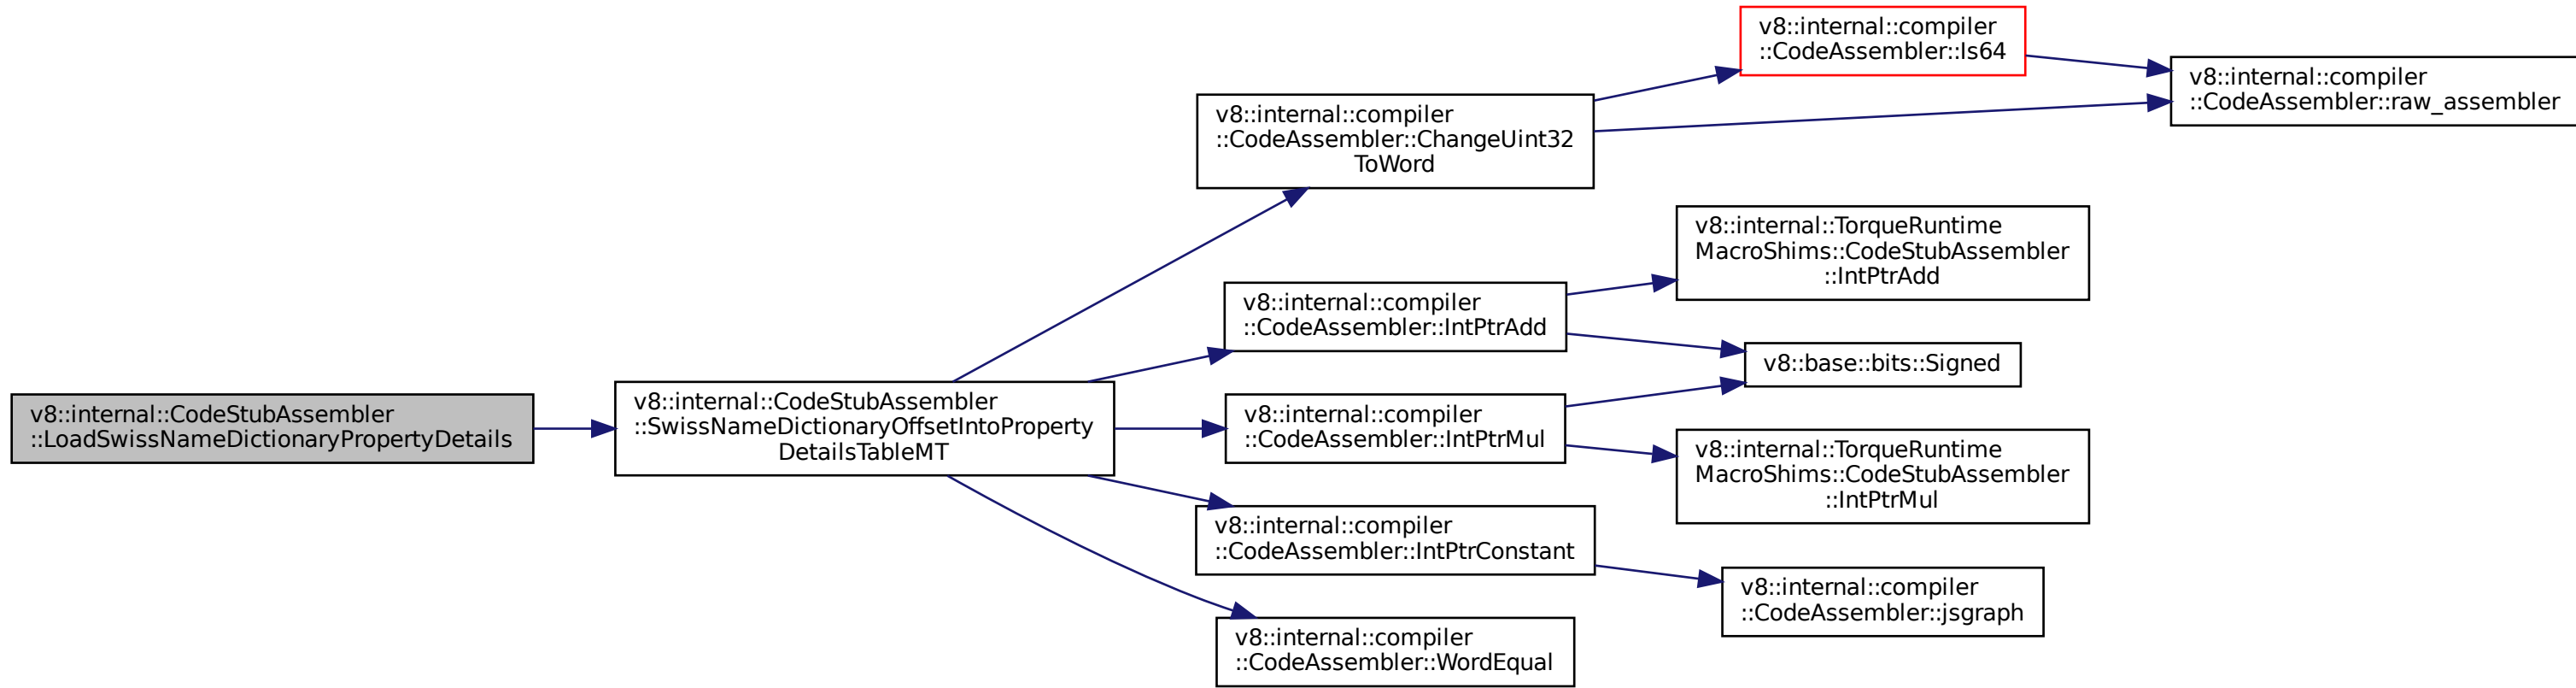 v8::internal::CodeStubAssembler
::LoadSwissNameDictionaryPropertyDetails
v8::internal::CodeStubAssembler
::SwissNameDictionaryOffsetIntoProperty
DetailsTableMT
v8::internal::compiler
::CodeAssembler::ChangeUint32
ToWord
v8::internal::compiler
::CodeAssembler::Is64
v8::internal::compiler
::CodeAssembler::raw_assembler
v8::internal::compiler
::CodeAssembler::IntPtrAdd
v8::internal::TorqueRuntime
MacroShims::CodeStubAssembler
::IntPtrAdd
v8::base::bits::Signed
v8::internal::compiler
::CodeAssembler::IntPtrMul
v8::internal::TorqueRuntime
MacroShims::CodeStubAssembler
::IntPtrMul
v8::internal::compiler
::CodeAssembler::IntPtrConstant
v8::internal::compiler
::CodeAssembler::jsgraph
v8::internal::compiler
::CodeAssembler::WordEqual